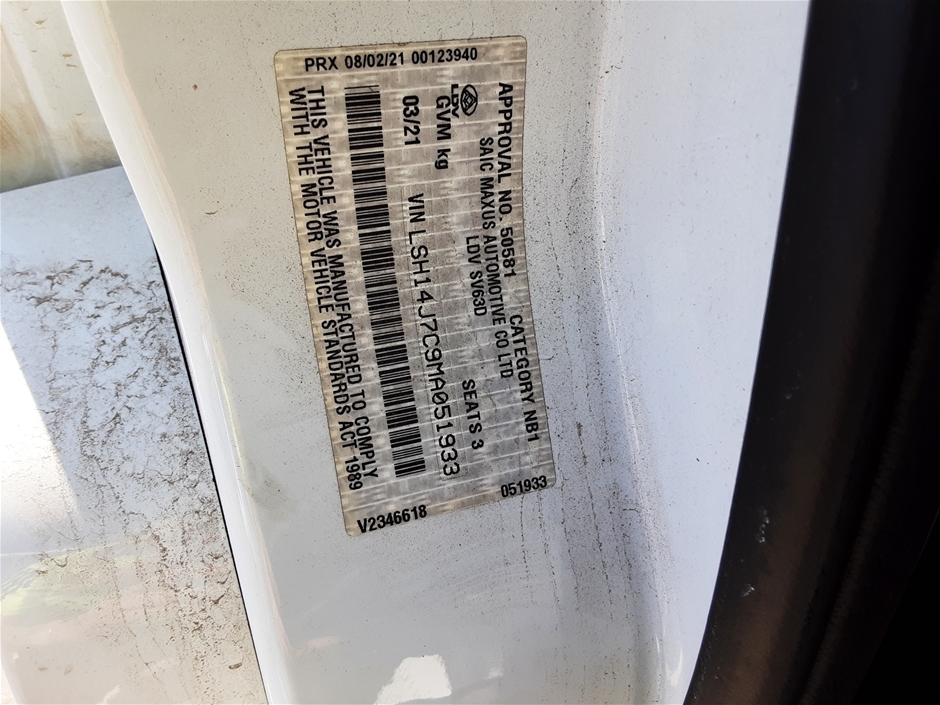 PRX 08/02/21 00123940
APPROVAL NO. 50581 CATEGORY NB1
SAIC MAXUS AUTOMOTIVE CO LTD
LDV
LDV SV63D
GVM kg SEATS 3
03/21 VIN LSH14J7C9MA051933
THIS VEHICLE WAS MANUFACTURED TO COMPLY
WITH THE MOTOR VEHICLE STANDARDS ACT 1989
V2346618 051933